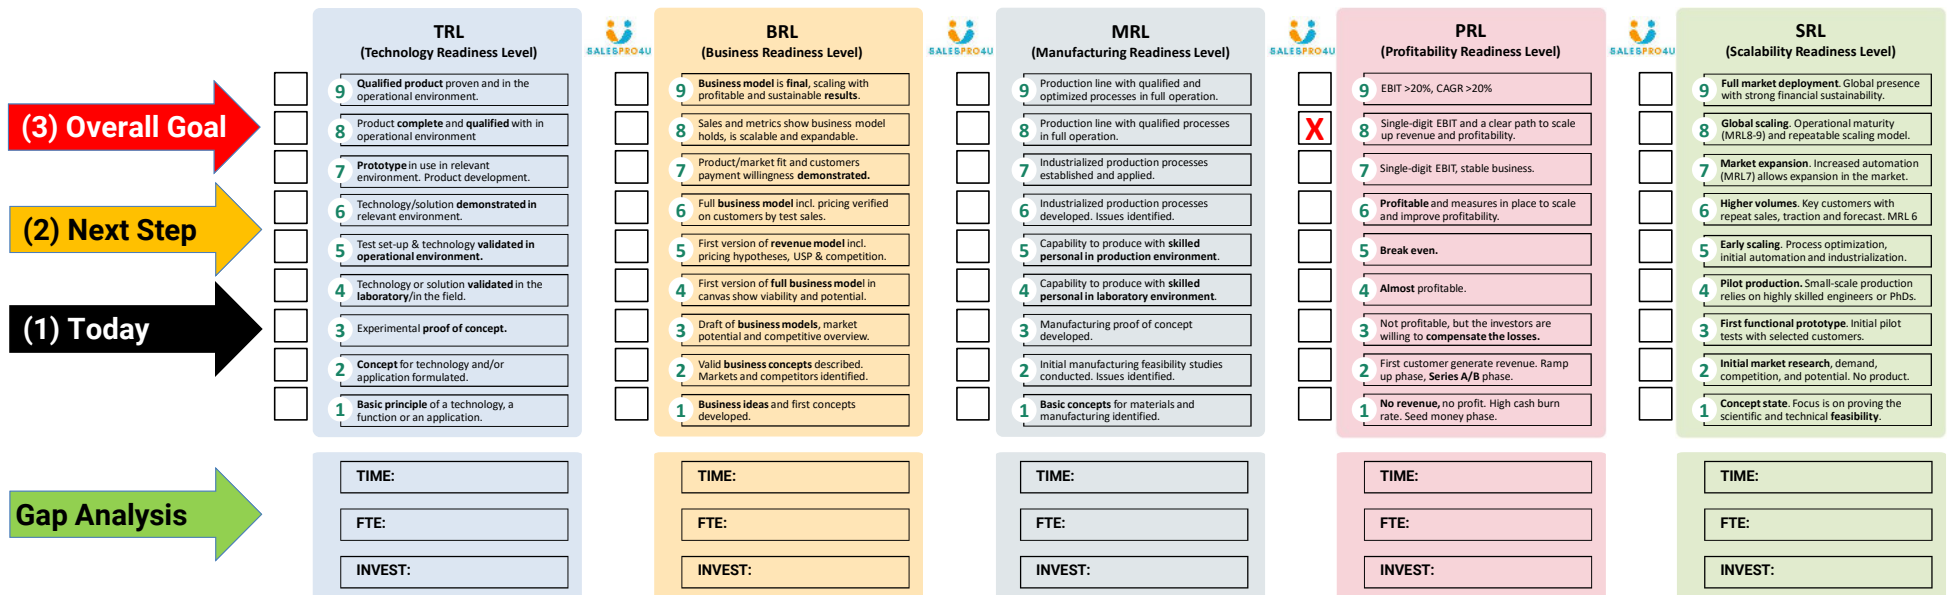 TRL
(Technology Readiness Level)
9 Qualified product proven and in the
operational environment.
8 Product complete and qualified with in
operational environment
7 Prototype in use in relevant
environment. Product development.
6 Technology/solution demonstrated in
relevant environment.
5 Test set-up & technology validated in
operational environment.
4 Technology or solution validated in the
laboratory/in the field.
3 Experimental proof of concept.
2 Concept for technology and/or
application formulated.
1 Basic principle of a technology, a
function or an application.
SALESPRO4U
BRL
(Business Readiness Level)
9 Business model is final, scaling with
profitable and sustainable results.
8 Sales and metrics show business model
holds, is scalable and expandable.
7 Product/market fit and customers
payment willingness demonstrated.
6 Full business model incl. pricing verified
on customers by test sales.
5 First version of revenue model incl.
pricing hypotheses, USP & competition.
4 First version of full business model in
canvas show viability and potential.
3 Draft of business models, market
potential and competitive overview.
2 Valid business concepts described.
Markets and competitors identified.
1 Business ideas and first concepts
developed.
SALESPRO4U
MRL
(Manufacturing Readiness Level)
9 Production line with qualified and
optimized processes in full operation.
8 Production line with qualified processes
in full operation.
7 Industrialized production processes
established and applied.
6 Industrialized production processes
developed. Issues identified.
5 Capability to produce with skilled
personal in production environment.
4 Capability to produce with skilled
personal in laboratory environment.
3 Manufacturing proof of concept
developed.
2 Initial manufacturing feasibility studies
conducted. Issues identified.
1 Basic concepts for materials and
manufacturing identified.
SALESPRO4U
X
PRL
(Profitability Readiness Level)
9 EBIT >20%, CAGR >20%
8 Single-digit EBIT and a clear path to scale
up revenue and profitability.
7 Single-digit EBIT, stable business.
6 Profitable and measures in place to scale
and improve profitability.
5 Break even.
4 Almost profitable.
3 Not profitable, but the investors are
willing to compensate the losses.
2 First customer generate revenue. Ramp
up phase, Series A/B phase.
1 No revenue, no profit. High cash burn
rate. Seed money phase.
SALESPRO4U
SRL
(Scalability Readiness Level)
9 Full market deployment. Global presence
with strong financial sustainability.
8 Global scaling. Operational maturity
(MRL8-9) and repeatable scaling model.
7 Market expansion. Increased automation
(MRL7) allows expansion in the market.
6 Higher volumes. Key customers with
repeat sales, traction and forecast. MRL 6
5 Early scaling. Process optimization,
initial automation and industrialization.
4 Pilot production. Small-scale production
relies on highly skilled engineers or PhDs.
3 First functional prototype. Initial pilot
tests with selected customers.
2 Initial market research, demand,
competition, and potential. No product.
1 Concept state. Focus is on proving the
scientific and technical feasibility.
(3) Overall Goal
(2) Next Step
(1) Today
Gap Analysis
TIME:
FTE:
INVEST:
TIME:
FTE:
INVEST:
TIME:
FTE:
INVEST:
TIME:
FTE:
INVEST:
TIME:
FTE:
INVEST: